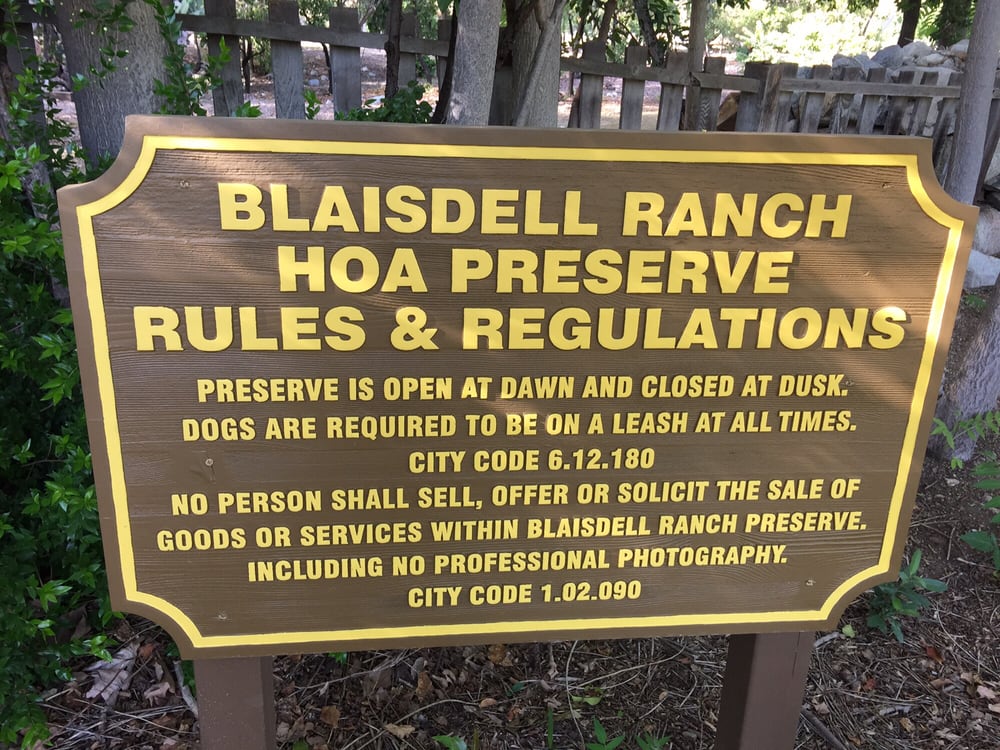 BLAISDELL RANCH
HOA PRESERVE
RULES & REGULATIONS
PRESERVE IS OPEN AT DAWN AND CLOSED AT DUSK.
DOGS ARE REQUIRED TO BE ON A LEASH AT ALL TIMES.
CITY CODE 6.12.180
NO PERSON SHALL SELL, OFFER OR SOLICIT THE SALE OF
GOODS OR SERVICES WITHIN BLAISDELL RANCH PRESERVE.
INCLUDING NO PROFESSIONAL PHOTOGRAPHY.
CITY CODE 1.02.090